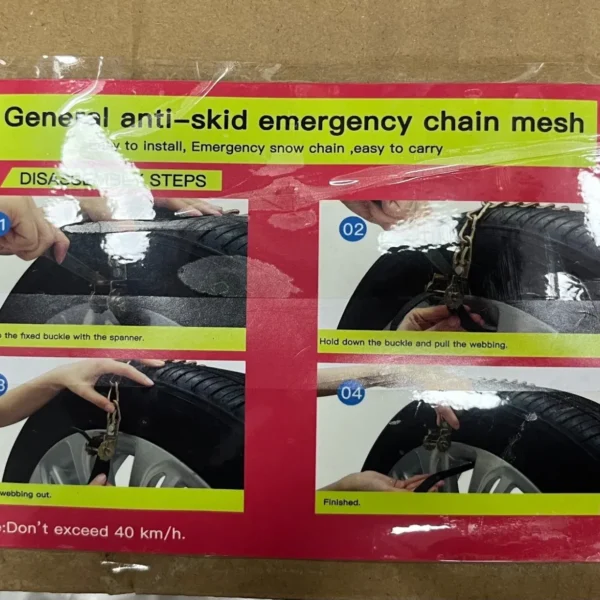 General anti-skid emergency chain mesh
to install, Emergency snow chain ,easy to carry
STEPS
1
the fixed buckle with the spanner.
02
Hold down the buckle and pull the webbing.
3
webbing out.
04
Finished.
:Don't exceed 40 km/h.